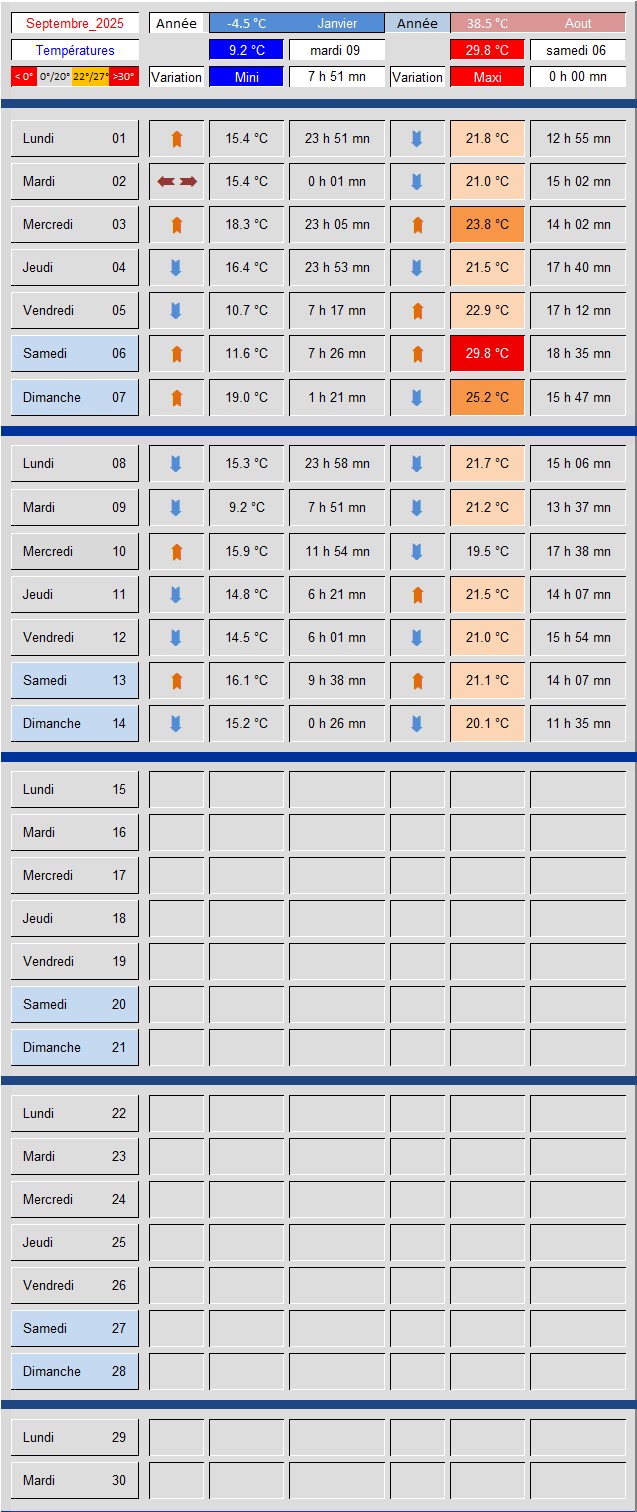 Septembre_2025 Année -4.5 °C Janvier Année 38.5 °C Aout
Températures 9.2 °C mardi 09 29.8 °C samedi 06
< 0° 0°/20° 22°/27° >30° Variation Mini 7 h 51 mn Variation Maxi 0 h 00 mn
Lundi 01 15.4 °C 23 h 51 mn 21.8 °C 12 h 55 mn
Mardi 02 15.4 °C 0 h 01 mn 21.0 °C 15 h 02 mn
Mercredi 03 18.3 °C 23 h 05 mn 23.8 °C 14 h 02 mn
Jeudi 04 16.4 °C 23 h 53 mn 21.5 °C 17 h 40 mn
Vendredi 05 10.7 °C 7 h 17 mn 22.9 °C 17 h 12 mn
Samedi 06 11.6 °C 7 h 26 mn 29.8 °C 18 h 35 mn
Dimanche 07 19.0 °C 1 h 21 mn 25.2 °C 15 h 47 mn
Lundi 08 15.3 °C 23 h 58 mn 21.7 °C 15 h 06 mn
Mardi 09 9.2 °C 7 h 51 mn 21.2 °C 13 h 37 mn
Mercredi 10 15.9 °C 11 h 54 mn 19.5 °C 17 h 38 mn
Jeudi 11 14.8 °C 6 h 21 mn 21.5 °C 14 h 07 mn
Vendredi 12 14.5 °C 6 h 01 mn 21.0 °C 15 h 54 mn
Samedi 13 16.1 °C 9 h 38 mn 21.1 °C 14 h 07 mn
Dimanche 14 15.2 °C 0 h 26 mn 20.1 °C 11 h 35 mn
Lundi 15
Mardi 16
Mercredi 17
Jeudi 18
Vendredi 19
Samedi 20
Dimanche 21
Lundi 22
Mardi 23
Mercredi 24
Jeudi 25
Vendredi 26
Samedi 27
Dimanche 28
Lundi 29
Mardi 30